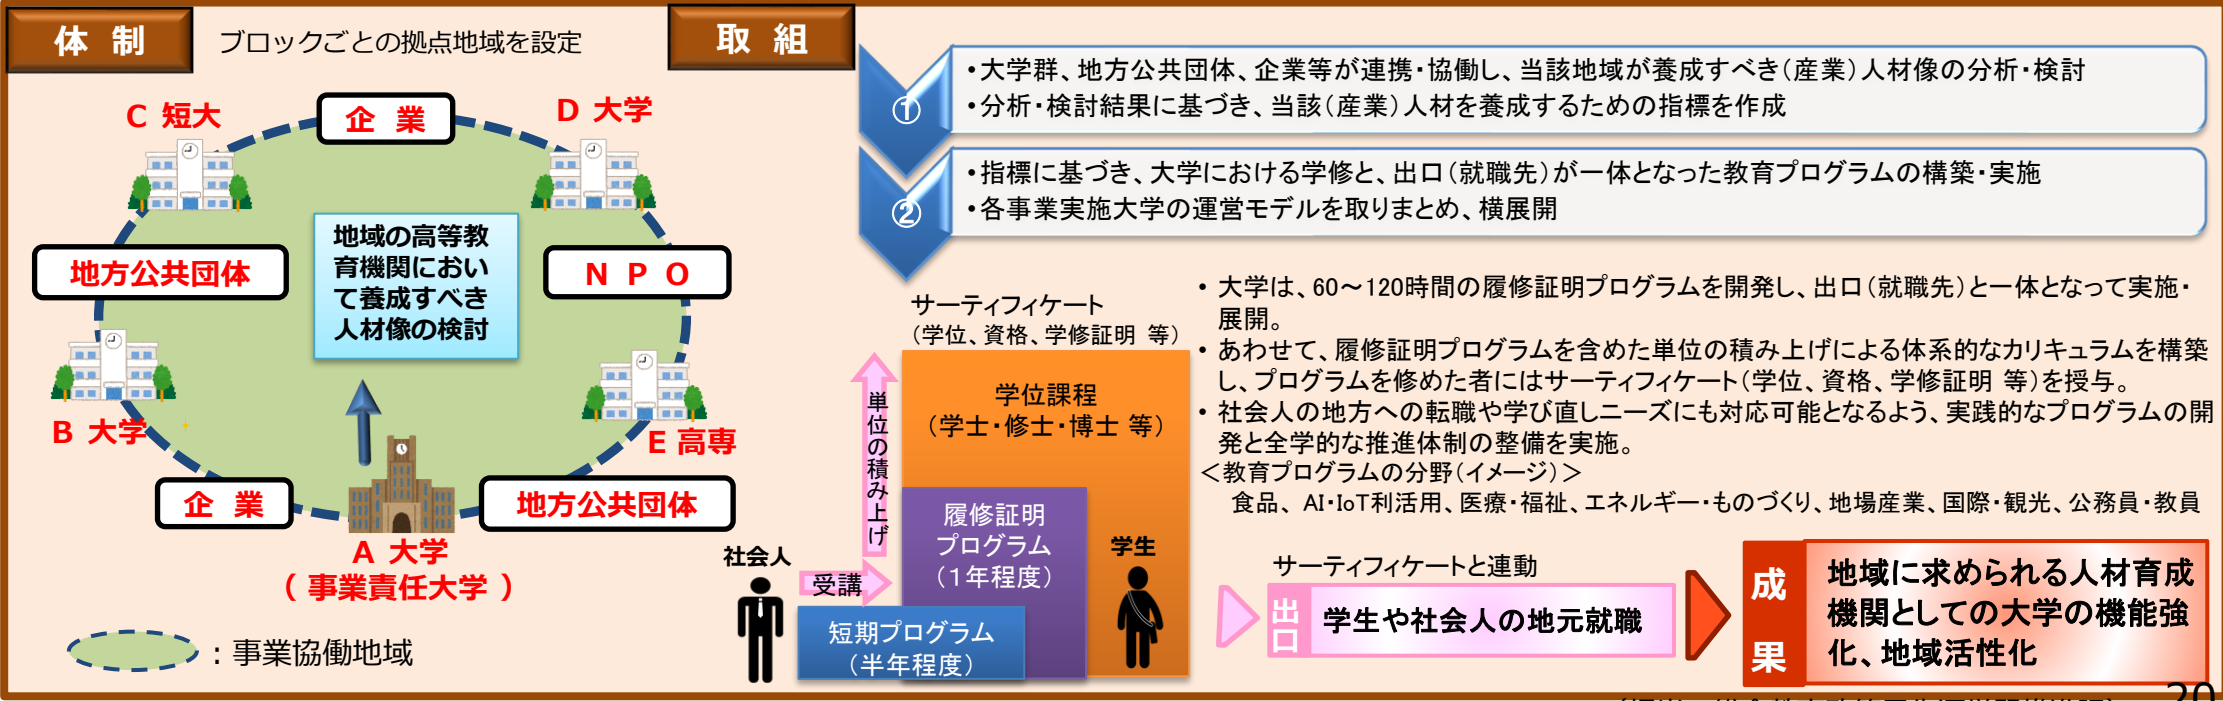 体 制
ブロックごとの拠点地域を設定
C 短大
企 業
D 大学
地方公共団体
地域の高等教
育機関におい
て養成すべき
人材像の検討
N P O
B 大学
E 高専
企 業
地方公共団体
A 大学
( 事業責任大学 )
：事業協働地域
取 組
①
・大学群、地方公共団体、企業等が連携・協働し、当該地域が養成すべき（産業）人材像の分析・検討
・分析・検討結果に基づき、当該（産業）人材を養成するための指標を作成
②
・指標に基づき、大学における学修と、出口（就職先）が一体となった教育プログラムの構築・実施
・各事業実施大学の運営モデルを取りまとめ、横展開
サーティフィケート
（学位、資格、学修証明 等）
単位の積み上げ
学位課程
（学士・修士・博士 等）
履修証明
プログラム
（１年程度）
学生
社会人
受講
短期プログラム
（半年程度）
• 大学は、60～120時間の履修証明プログラムを開発し、出口（就職先）と一体となって実施・
展開。
• あわせて、履修証明プログラムを含めた単位の積み上げによる体系的なカリキュラムを構築
し、プログラムを修めた者にはサーティフィケート（学位、資格、学修証明 等）を授与。
• 社会人の地方への転職や学び直しニーズにも対応可能となるよう、実践的なプログラムの開
発と全学的な推進体制の整備を実施。
＜教育プログラムの分野（イメージ）＞
食品、AI・IoT利活用、医療・福祉、エネルギー・ものづくり、地場産業、国際・観光、公務員・教員
サーティフィケートと連動
出口
学生や社会人の地元就職
成果
地域に求められる人材育成
機関としての大学の機能強
化、地域活性化
20